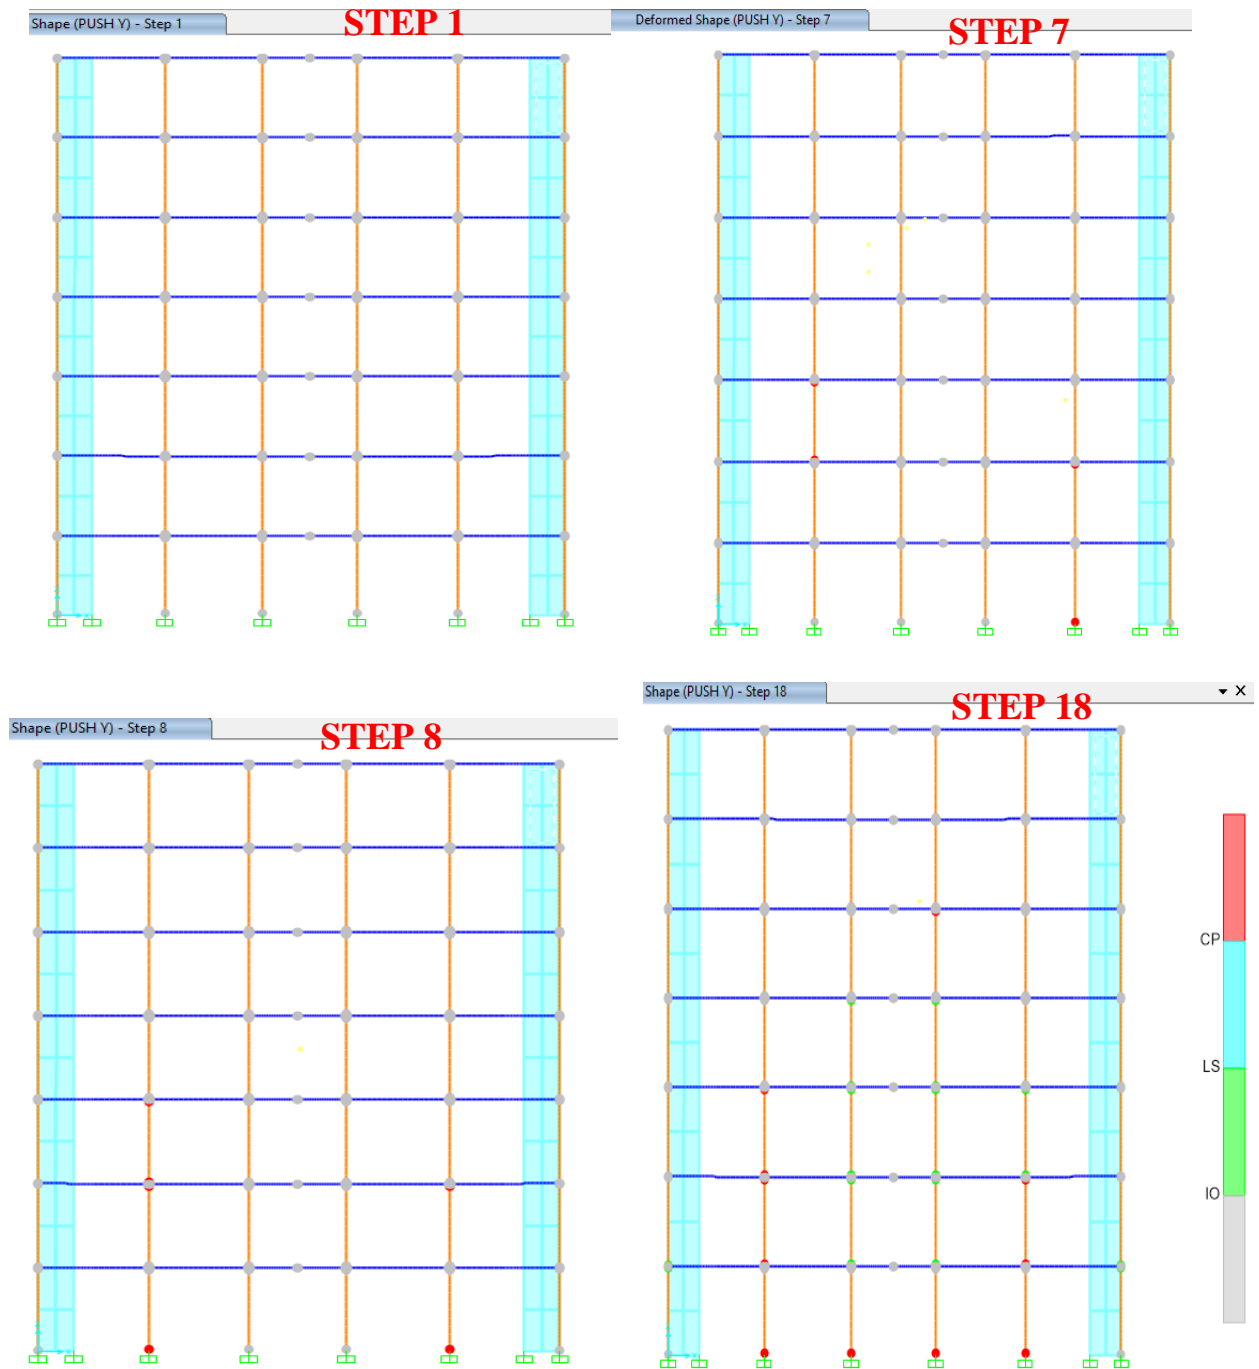 Shape (PUSH Y) - Step 1
STEP 1
Deformed Shape (PUSH Y) - Step 7
STEP 7
Shape (PUSH Y) - Step 8
STEP 8
Shape (PUSH Y) - Step 18
STEP 18
CP
LS
IO